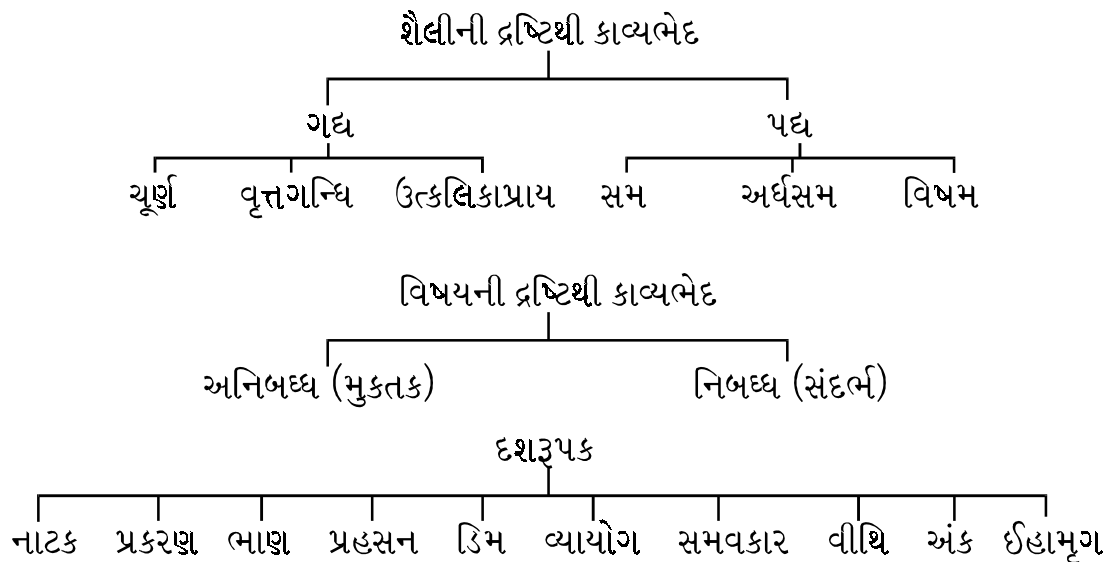 શૈલીની દ્રષ્ટિથી કાવ્યભેદ
ગદ્ય પદ્ય
ચૂર્ણ વૃત્તગન્ધિ ઉત્કલિકાપ્રાય સમ અર્ધસમ વિષમ
વિષયની દ્રષ્ટિથી કાવ્યભેદ
અનિબધ્ધ (મુકતક) નિબધ્ધ (સંદર્ભ)
દશરૂપક
નાટક પ્રકરણ ભાણ પ્રહસન ડિમ વ્યાયોગ સમવકાર વીથિ અંક ઈહામૃગ